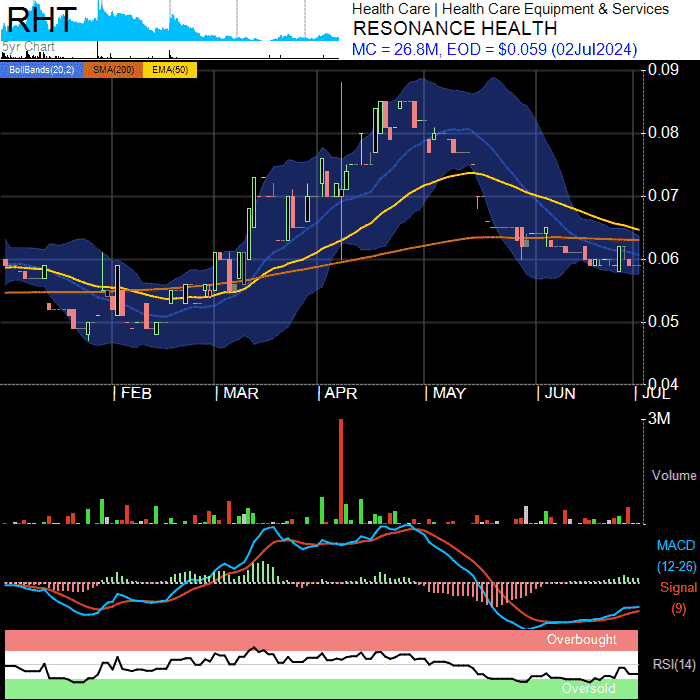 RHT
5yr Chart
Health Care | Health Care Equipment & Services
RESONANCE HEALTH
MC = 26.8M, EOD = $0.059 (02Jul2024)
BollBands(20,2) SMA(200) EMA(50)
0.09
0.08
0.07
0.06
0.05
0.04
| FEB | MAR | APR | MAY | JUN | JUL
3M
Volume
MACD
(12-26)
Signal
(9)
Overbought
RSI(14)
Oversold